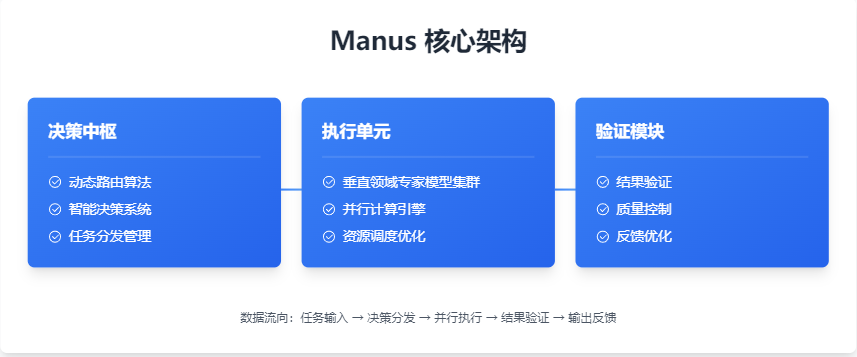 Manus 核心架构
决策中枢
动态路由算法
智能决策系统
任务分发管理
执行单元
垂直领域专家模型集群
并行计算引擎
资源调度优化
验证模块
结果验证
质量控制
反馈优化
数据流向：任务输入 → 决策分发 → 并行执行 → 结果验证 → 输出反馈